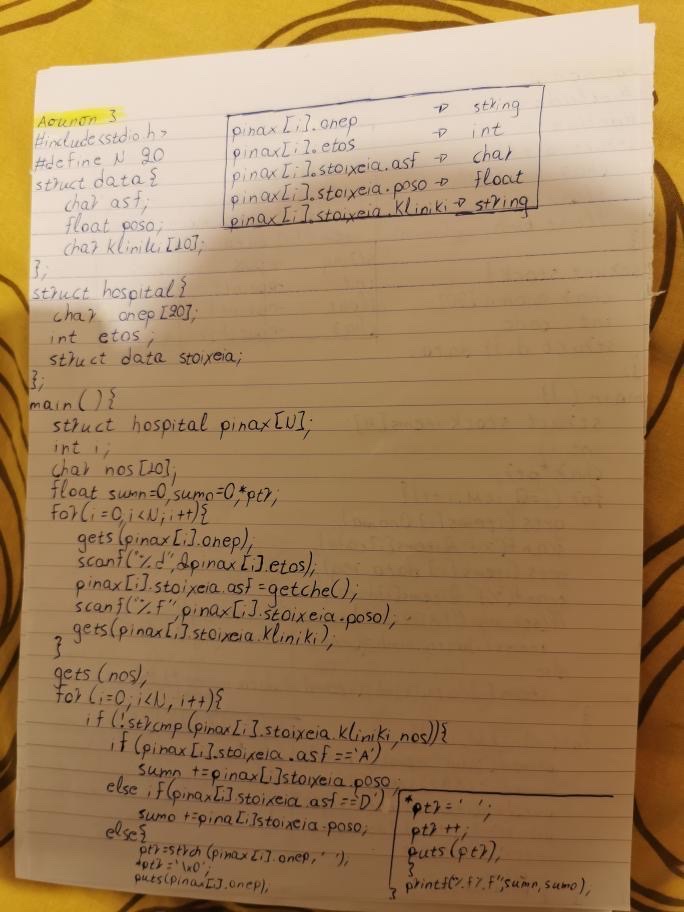 Άσκηση 3
#include<stdio.h>
#define N 20
struct data{
char asf;
float poso;
char kliniki[10];
};
struct hospital{
char onep[20];
int etos;
struct data stoixeia;
};
main(){
struct hospital pinax[N];
int i;
char nos[10];
float sumn=0,sumo=0,*ptr;
for(i=0;i<N;i++){
gets(pinax[i].onep);
scanf("%d",&pinax[i].etos);
pinax[i].stoixeia.asf=getche();
scanf("%f",pinax[i].stoixeia.poso);
gets(pinax[i].stoixeia.kliniki);
}
gets(nos);
for(i=0;i<N;i++){
if(!strcmp(pinax[i].stoixeia.kliniki,nos)){
if(pinax[i].stoixeia.asf=='A')
sumn+=pinax[i]stoixeia.poso;
else if(pinax[i].stoixeia.asf=='D')
sumo+=pina[i]stoixeia.poso;
else{
ptr=strch(pinax[i].onep,' ');
*ptr='\0';
puts(pinax[i].onep);
*ptr=' ';
ptr++;
puts(ptr);
}
}
printf("%f%f",sumn,sumo);
pinax[i].onep → string
pinax[i].etos → int
pinax[i].stoixeia.asf → char
pinax[i].stoixeia.poso → float
pinax[i].stoixeia.kliniki → string